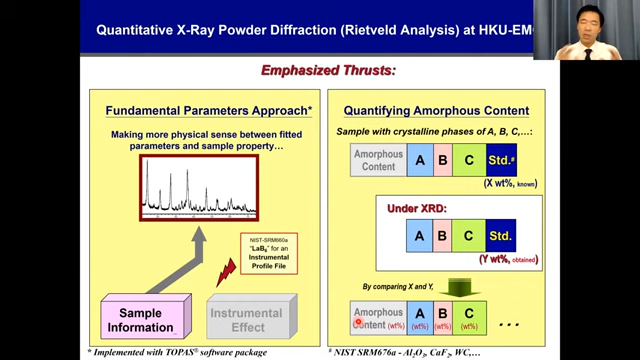 Quantitative X-Ray Powder Diffraction (Rietveld Analysis) at HKU-EM
Emphasized Thrusts:
Fundamental Parameters Approach*
Making more physical sense between fitted
parameters and sample property…
NIST-SRM660a
"LaB6" for an
Instrumental
Profile File
Sample
Information
Instrumental
Effect
* Implemented with TOPAS® software package
Quantifying Amorphous Content
Sample with crystalline phases of A, B, C,…:
Amorphous
Content
A
B
C
Std.#
(X wt%, known)
Under XRD:
A
B
C
Std.
(Y wt%, obtained)
By comparing X and Y,
Amorphous
Content (wt%)
A
(wt%)
B
(wt%)
C
(wt%)
...
# NIST SRM676a - Al2O3, CaF2, WC,…